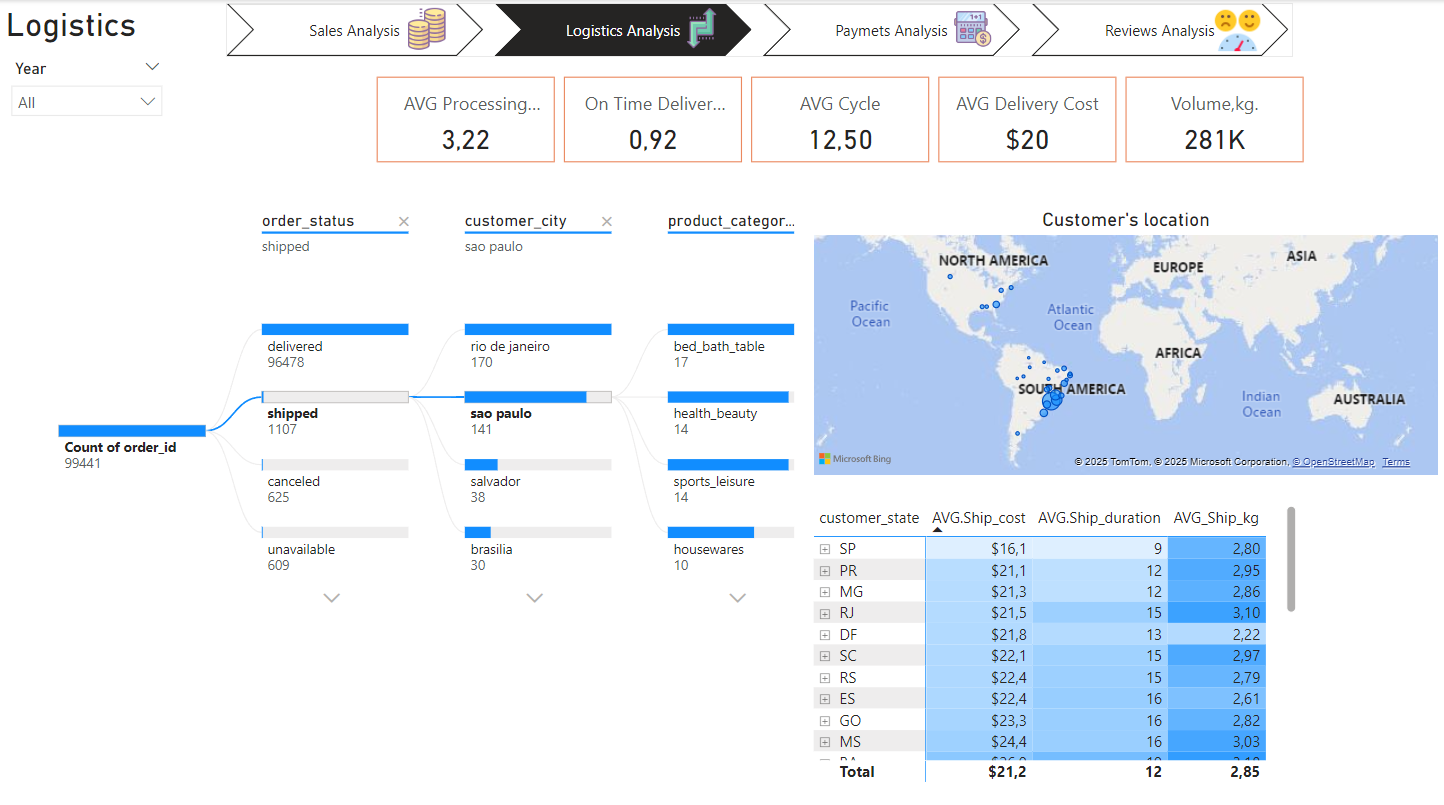 Logistics
Sales Analysis
Logistics Analysis
Paymets Analysis
Reviews Analysis
Year
All
AVG Processing...
3,22
On Time Deliver...
0,92
AVG Cycle
12,50
AVG Delivery Cost
$20
Volume,kg.
281K
order_status
shipped
customer_city
sao paulo
product_categor...
Count of order_id
99441
delivered
96478
shipped
1107
canceled
625
unavailable
609
rio de janeiro
170
sao paulo
141
salvador
38
brasilia
30
bed_bath_table
17
health_beauty
14
sports_leisure
14
housewares
10
Customer's location
NORTH AMERICA
EUROPE
ASIA
Pacific
Ocean
Atlantic
Ocean
AFRICA
SOUTH AMERICA
Indian
Ocean
AUSTRALIA
Microsoft Bing
© 2025 TomTom, © 2025 Microsoft Corporation, © OpenStreetMap Terms
customer_state AVG.Ship_cost AVG.Ship_duration AVG_Ship_kg
SP $16,1 9 2,80
PR $21,1 12 2,95
MG $21,3 12 2,86
RJ $21,5 15 3,10
DF $21,8 13 2,22
SC $22,1 15 2,97
RS $22,4 15 2,79
ES $22,4 16 2,61
GO $23,3 16 2,82
MS $24,4 16 3,03
Total $21,2 12 2,85